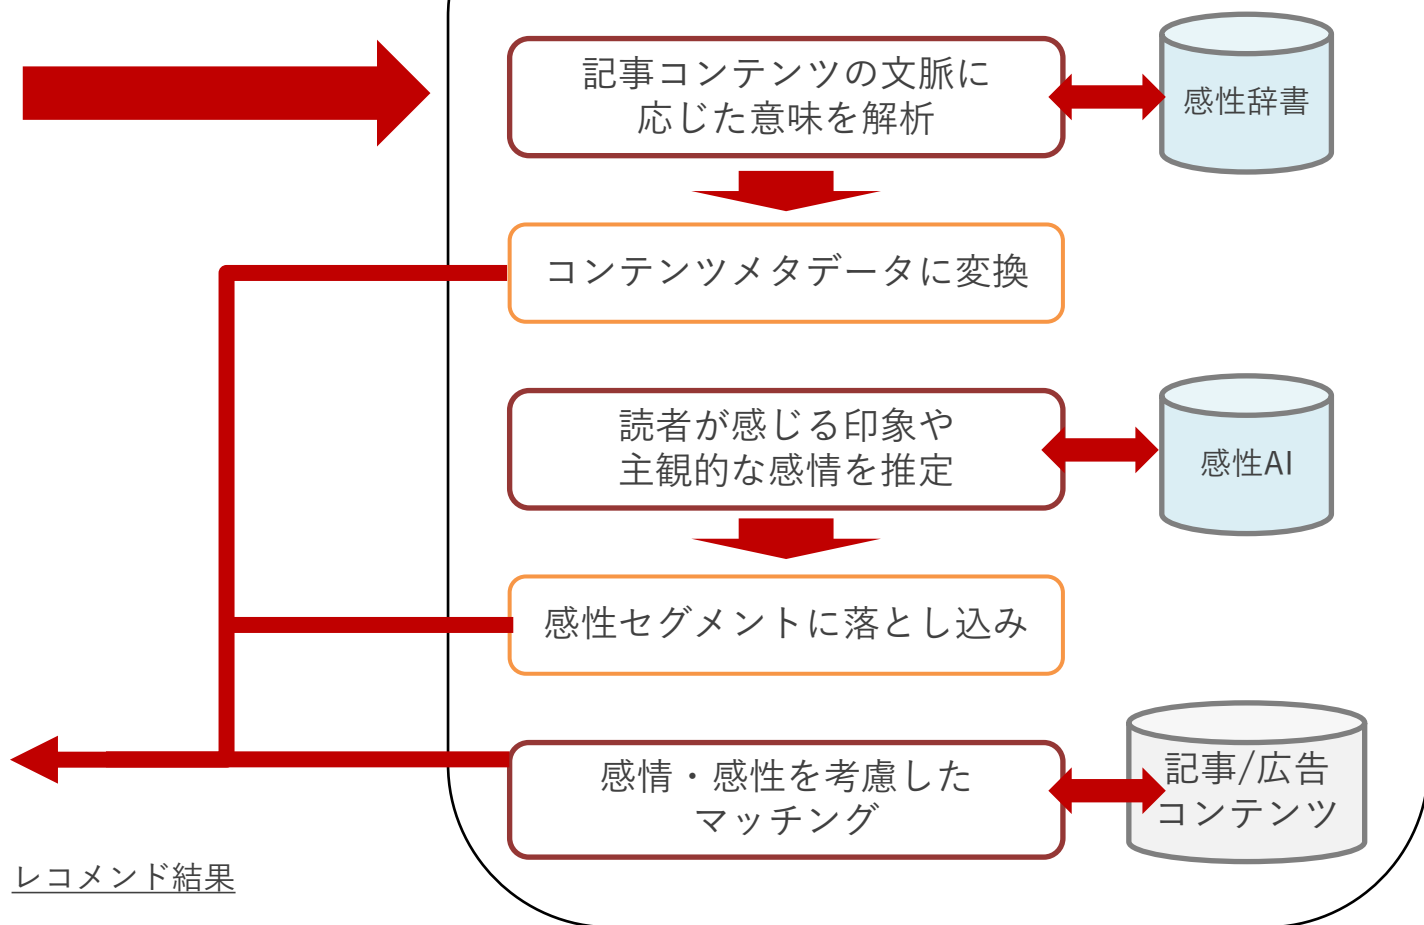 記事コンテンツの文脈に
応じた意味を解析
感性辞書
コンテンツメタデータに変換
読者が感じる印象や
主観的な感情を推定
感性AI
感性セグメントに落とし込み
感情・感性を考慮した
マッチング
記事/広告
コンテンツ
レコメンド結果